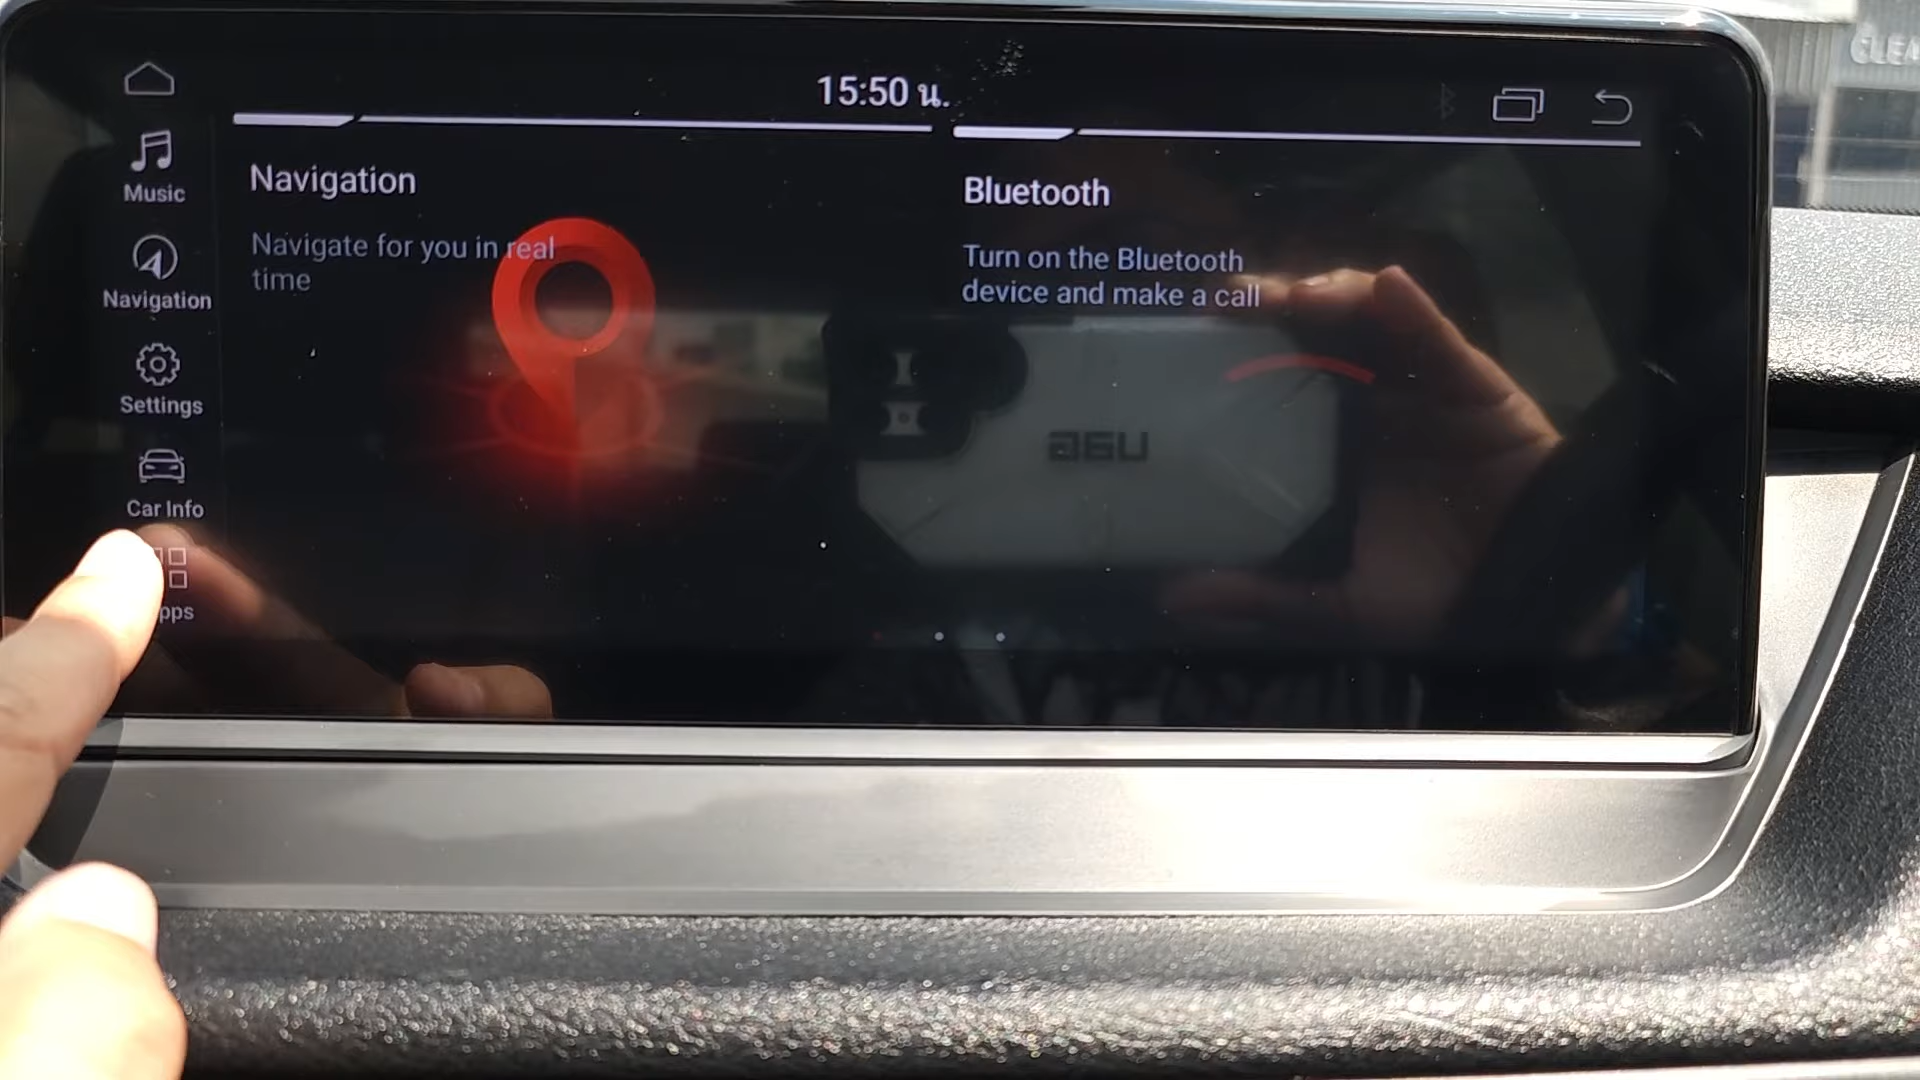 15:50 น.
Music
Navigation
Settings
Car Info
pps
Navigation
Navigate for you in real
time
Bluetooth
Turn on the Bluetooth
device and make a call